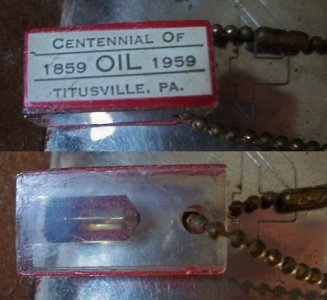 CENTENNIAL OF
1859 OIL 1959
TITUSVILLE, PA.